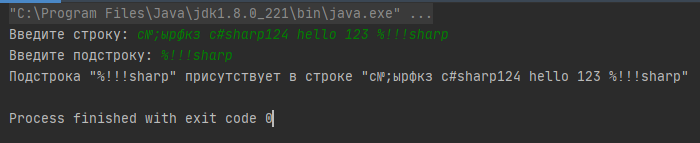 "C:\Program Files\Java\jdk1.8.0_221\bin\java.exe" ...
Введите строку: с№;ырфкз c#sharp124 hello 123 %!!!sharp
Введите подстроку: %!!!sharp
Подстрока "%!!!sharp" присутствует в строке "с№;ырфкз c#sharp124 hello 123 %!!!sharp"
Process finished with exit code 0